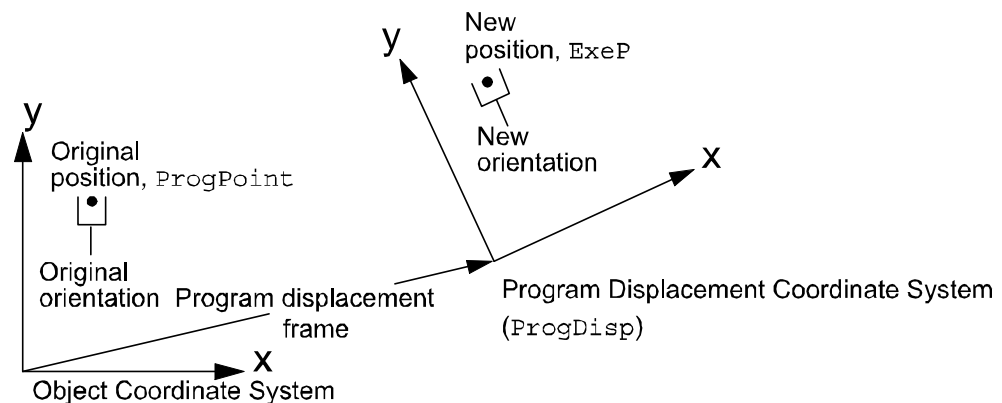 y
Original
position, ProgPoint
Original
orientation
Program displacement
frame
x
Object Coordinate System
y
New
position, ExeP
New
orientation
x
Program Displacement Coordinate System
(ProgDisp)